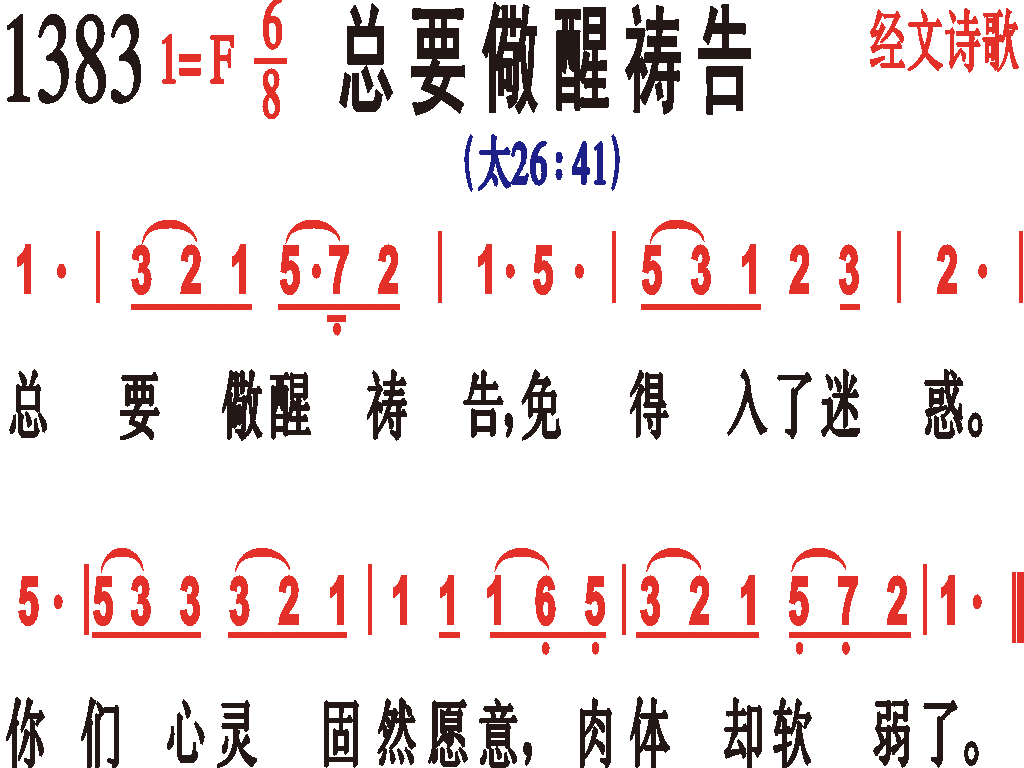 1383 1=F 6/8 总要儆醒祷告 经文诗歌
(太26:41)
1· | 3 2 1 5·7 2 | 1· 5· | 5 3 1 2 3 | 2· |
总 要 儆醒 祷 告,免 得 入了迷 惑。
5· | 5 3 3 3 2 1 | 1 1 1 6 5 | 3 2 1 5 7 2 | 1· ||
你 们 心灵 固然愿意,肉体 却软 弱了。